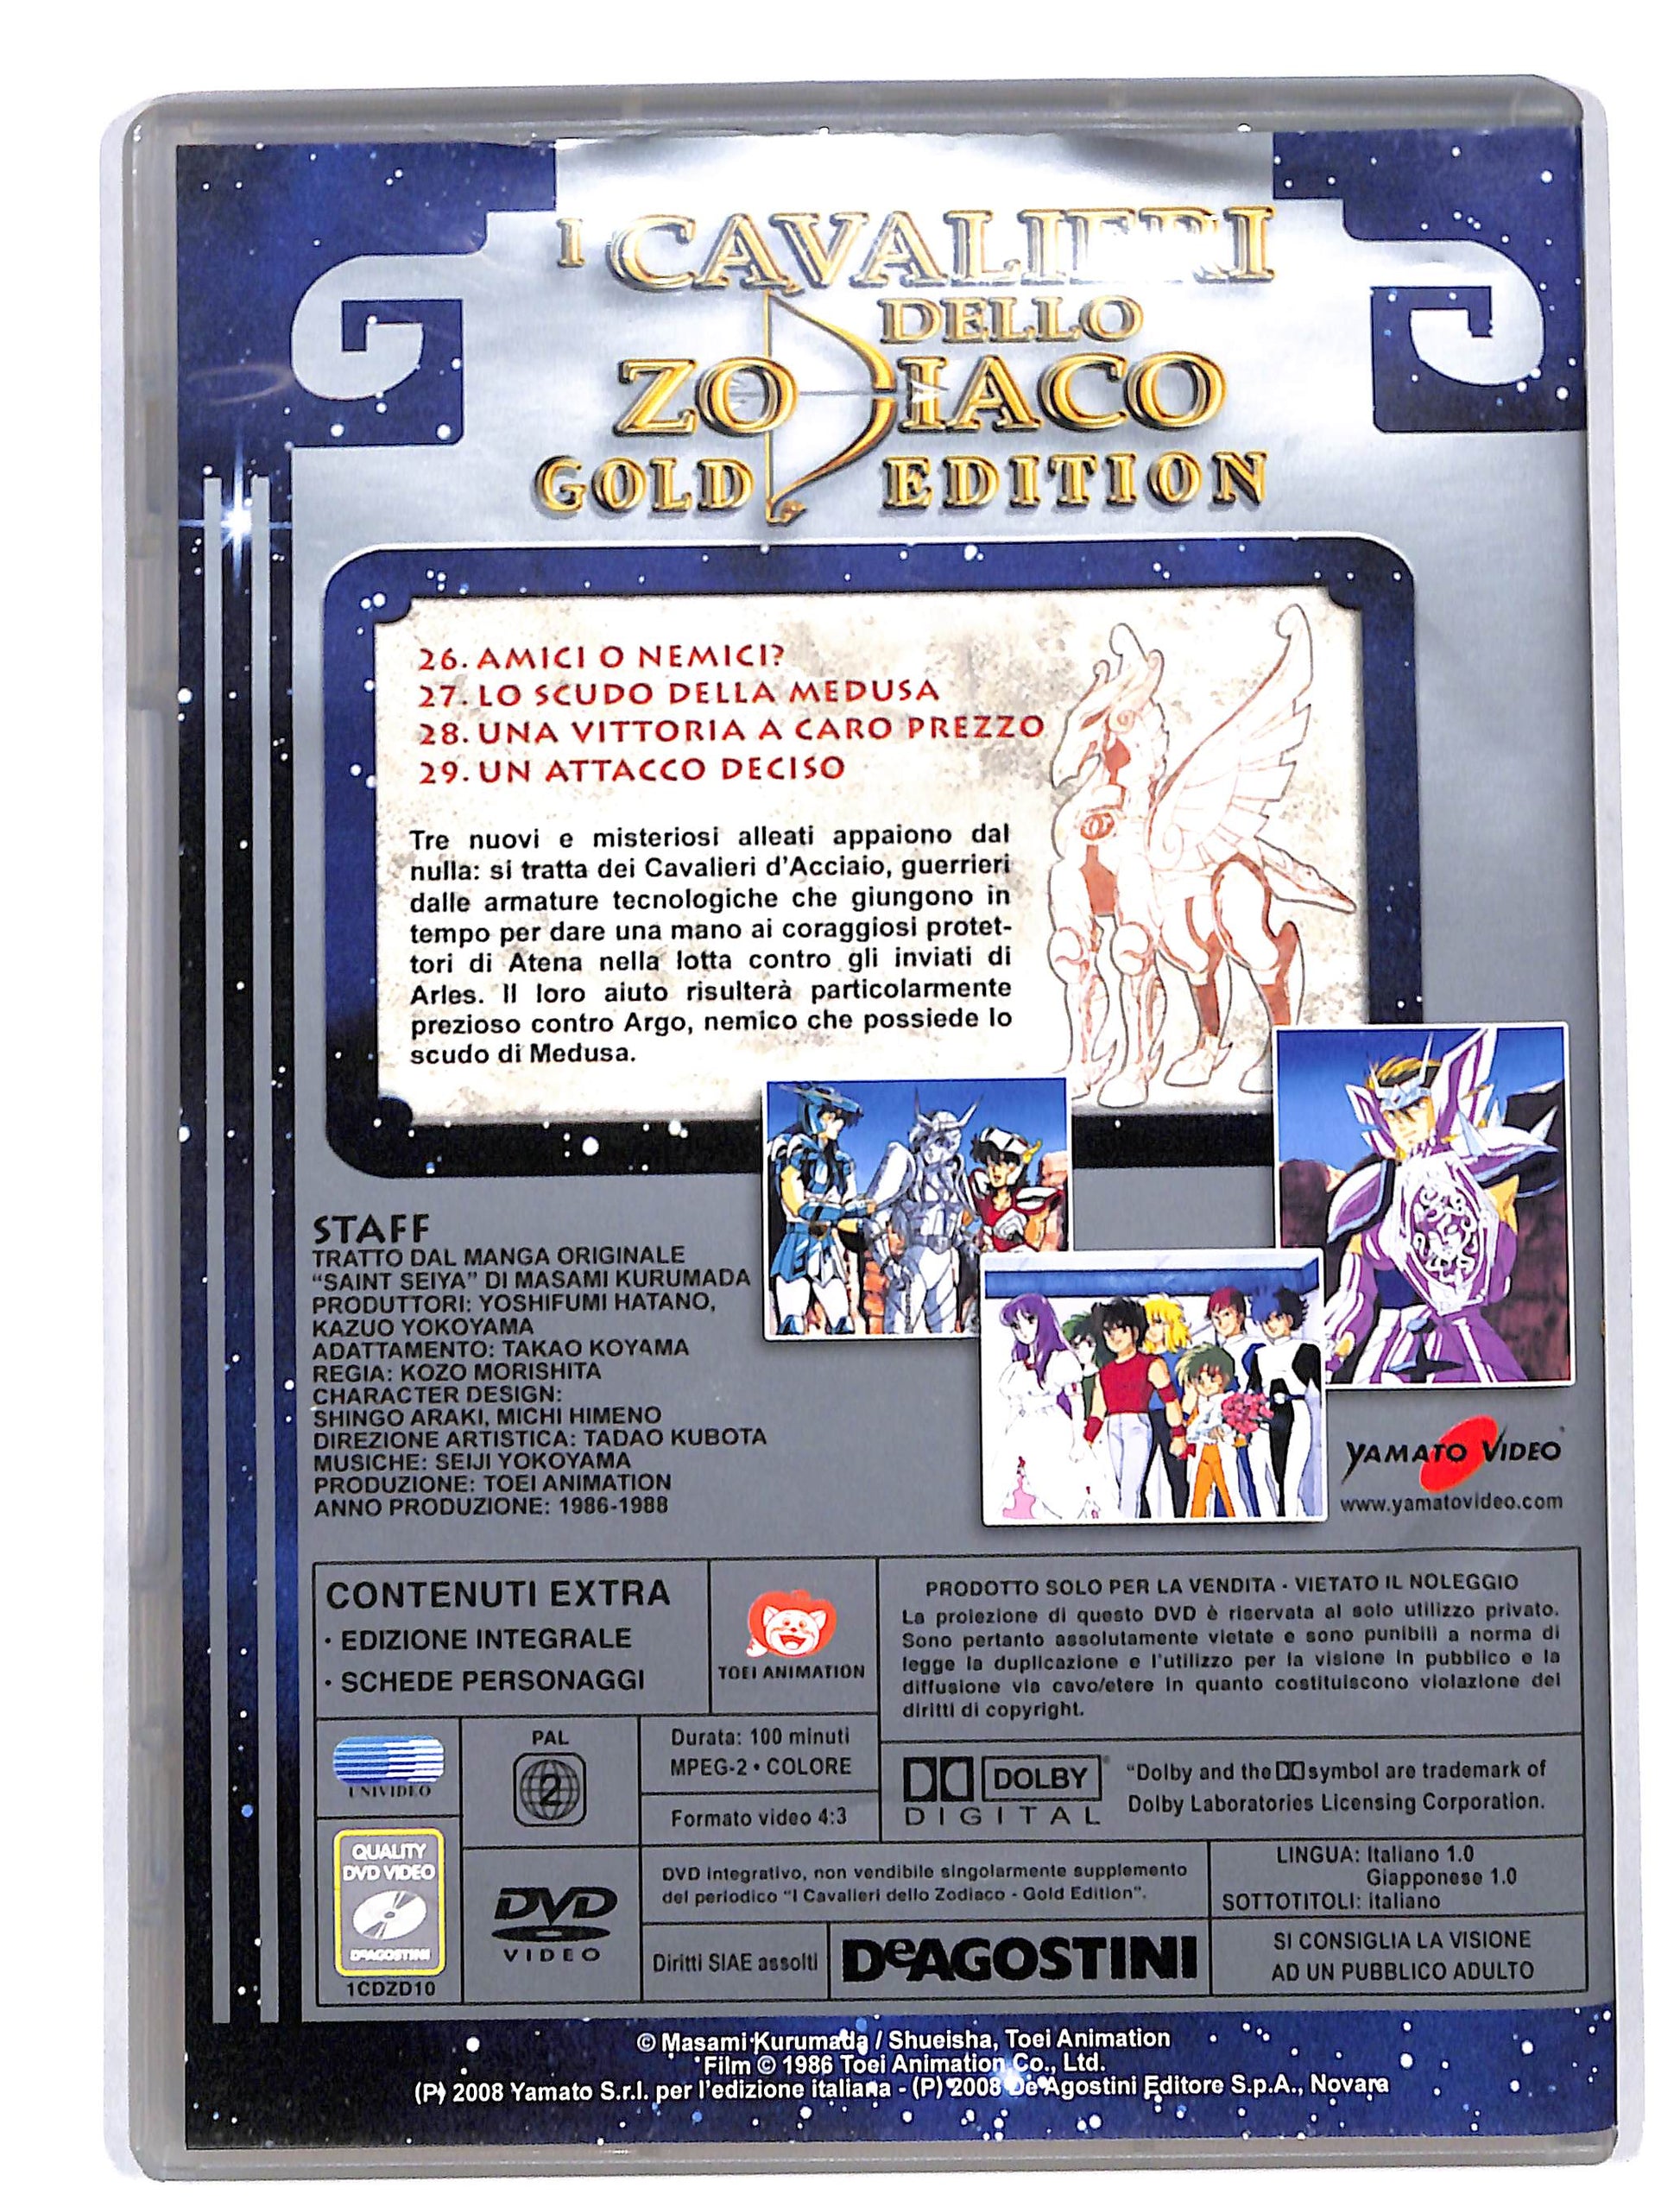 I CAVALIERI
DELLO
ZODIACO
GOLD EDITION
26. AMICI O NEMICI?
27. LO SCUDO DELLA MEDUSA
28. UNA VITTORIA A CARO PREZZO
29. UN ATTACCO DECISO
Tre nuovi e misteriosi alleati appaiono dal
nulla: si tratta dei Cavalieri d'Acciaio, guerrieri
dalle armature tecnologiche che giungono in
tempo per dare una mano ai coraggiosi protet-
tori di Atena nella lotta contro gli inviati di
Arles. Il loro aiuto risulterà particolarmente
prezioso contro Argo, nemico che possiede lo
scudo di Medusa.
STAFF
TRATTO DAL MANGA ORIGINALE
“SAINT SEIYA” DI MASAMI KURUMADA
PRODUTTORI: YOSHIFUMI HATANO,
KAZUO YOKOYAMA
ADATTAMENTO: TAKAO KOYAMA
REGIA: KOZO MORISHITA
CHARACTER DESIGN:
SHINGO ARAKI, MICHI HIMENO
DIREZIONE ARTISTICA: TADAO KUBOTA
MUSICHE: SEIJI YOKOYAMA
PRODUZIONE: TOEI ANIMATION
ANNO PRODUZIONE: 1986-1988
YAMATO VIDEO
www.yamatovideo.com
CONTENUTI EXTRA
· EDIZIONE INTEGRALE
· SCHEDE PERSONAGGI
TOEI ANIMATION
PRODOTTO SOLO PER LA VENDITA - VIETATO IL NOLEGGIO
La proiezione di questo DVD è riservata al solo utilizzo privato.
Sono pertanto assolutamente vietate e sono punibili a norma di
legge la duplicazione e l'utilizzo per la visione in pubblico e la
diffusione via cavo/etere in quanto costituiscono violazione dei
diritti di copyright.
UNIVIDEO
PAL
2
Durata: 100 minuti
MPEG-2 • COLORE
Formato video 4:3
DOLBY
DIGITAL
“Dolby and the symbol are trademark of
Dolby Laboratories Licensing Corporation.
QUALITY
DVD VIDEO
DeAGOSTINI
1CDZD10
DVD
VIDEO
DVD integrativo, non vendibile singolarmente supplemento
del periodico “I Cavalieri dello Zodiaco - Gold Edition”.
Diritti SIAE assolti
DeAGOSTINI
LINGUA: Italiano 1.0
Giapponese 1.0
SOTTOTITOLI: italiano
SI CONSIGLIA LA VISIONE
AD UN PUBBLICO ADULTO
© Masami Kurumada / Shueisha, Toei Animation
Film © 1986 Toei Animation Co., Ltd.
(P) 2008 Yamato S.r.l. per l'edizione italiana - (P) 2008 De Agostini Editore S.p.A., Novara